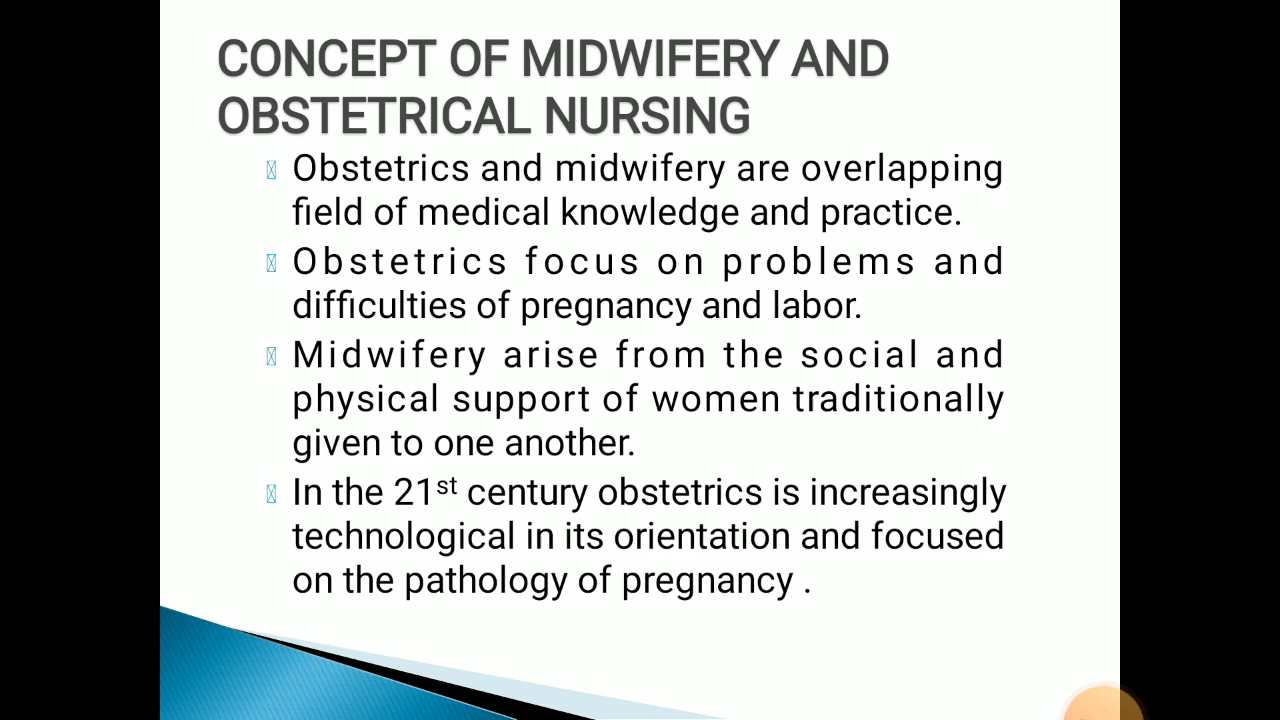 CONCEPT OF MIDWIFERY AND
OBSTETRICAL NURSING
Obstetrics and midwifery are overlapping
field of medical knowledge and practice.
Obstetrics focus on problems and
difficulties of pregnancy and labor.
Midwifery arise from the social and
physical support of women traditionally
given to one another.
In the 21st century obstetrics is increasingly
technological in its orientation and focused
on the pathology of pregnancy .